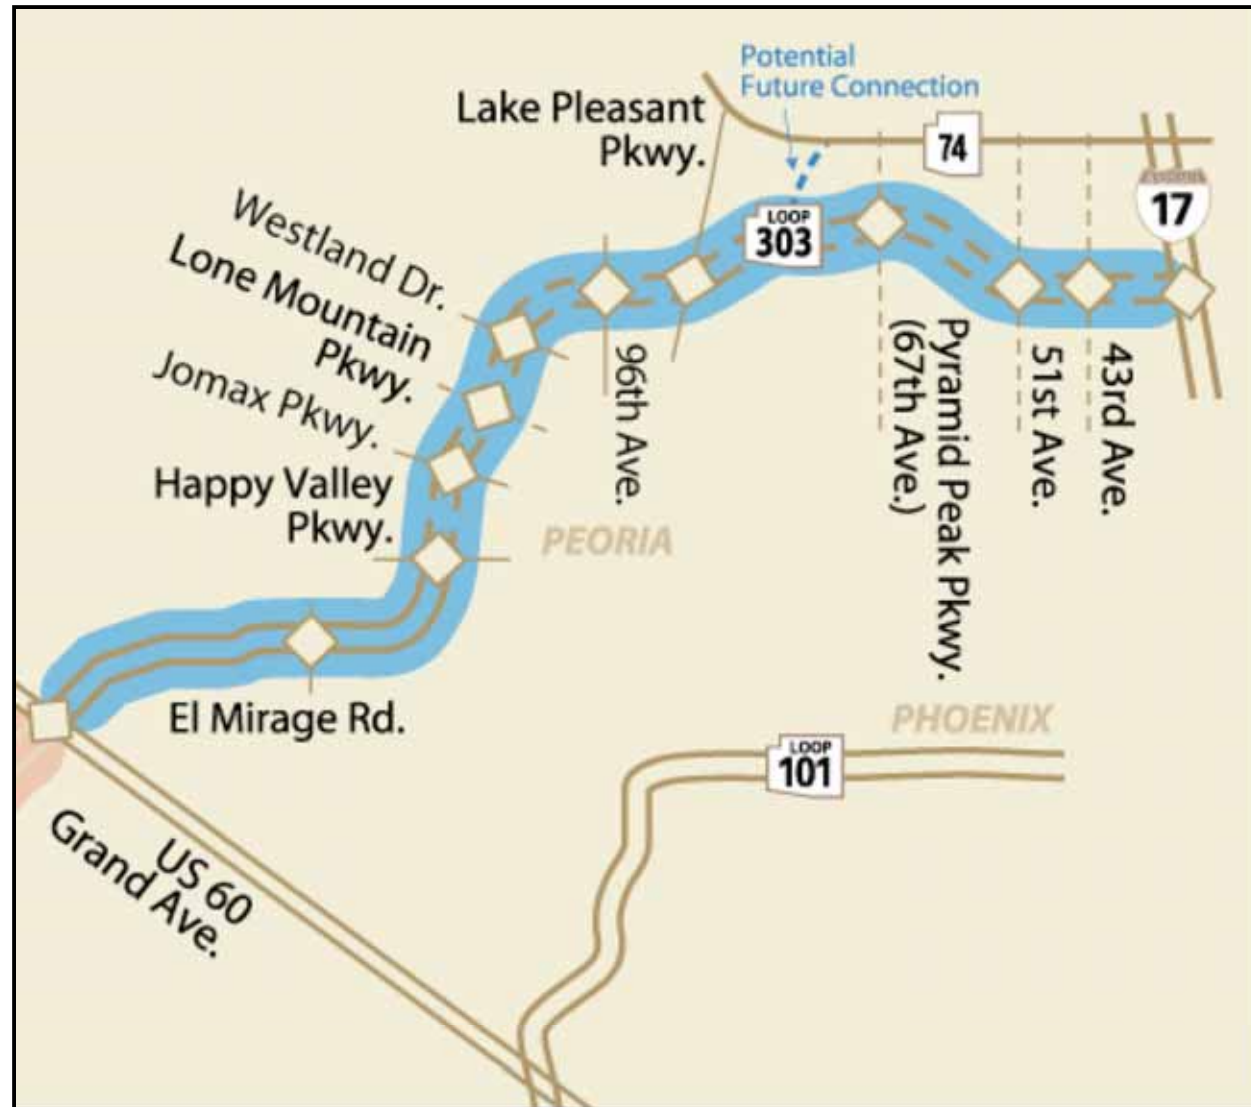 Potential
Future Connection
Lake Pleasant
Pkwy.
74
17
LOOP
303
Westland Dr.
Lone Mountain
Pkwy.
Jomax Pkwy.
Happy Valley
Pkwy.
96th Ave.
Pyramid Peak Pkwy.
(67th Ave.)
51st Ave.
43rd Ave.
PEORIA
El Mirage Rd.
PHOENIX
LOOP
101
US 60
Grand Ave.